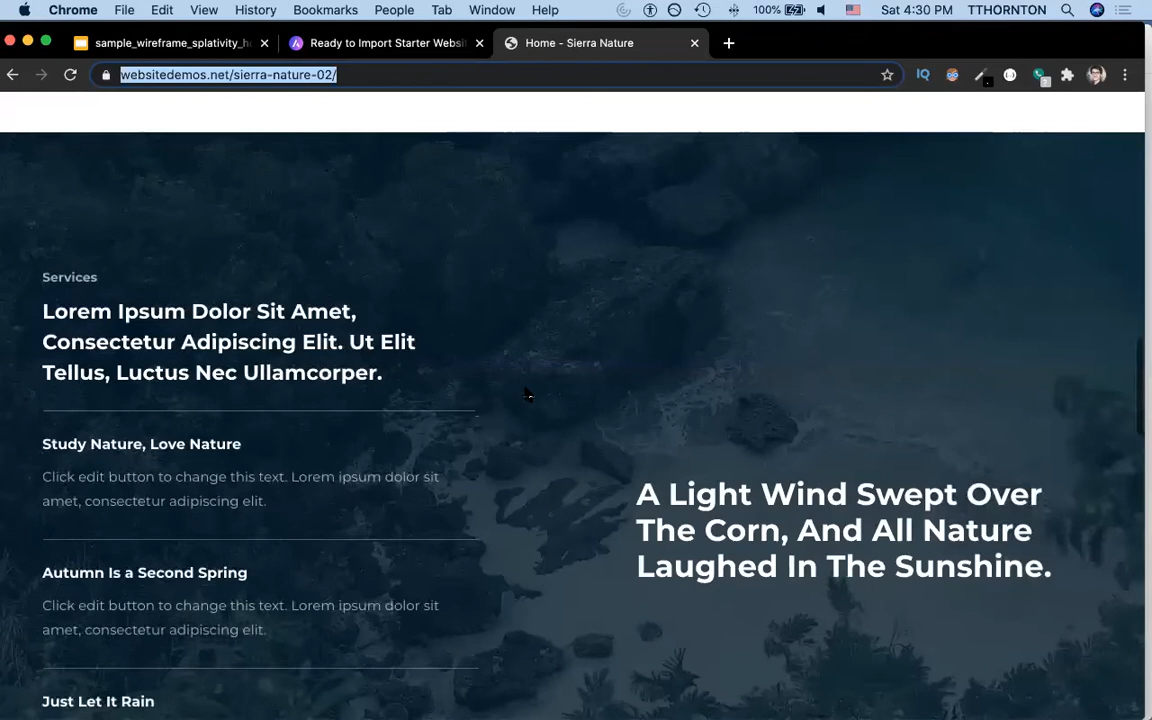 Chrome File Edit View History Bookmarks People Tab Window Help 100% Sat 4:30 PM TTHORNTON
sample_wireframe_splativity_h Ready to Import Starter Websi Home - Sierra Nature
websitedemos.net/sierra-nature-02/
IQ
Services
Lorem Ipsum Dolor Sit Amet,
Consectetur Adipiscing Elit. Ut Elit
Tellus, Luctus Nec Ullamcorper.
Study Nature, Love Nature
Click edit button to change this text. Lorem ipsum dolor sit
amet, consectetur adipiscing elit.
A Light Wind Swept Over
The Corn, And All Nature
Laughed In The Sunshine.
Autumn Is a Second Spring
Click edit button to change this text. Lorem ipsum dolor sit
amet, consectetur adipiscing elit.
Just Let It Rain